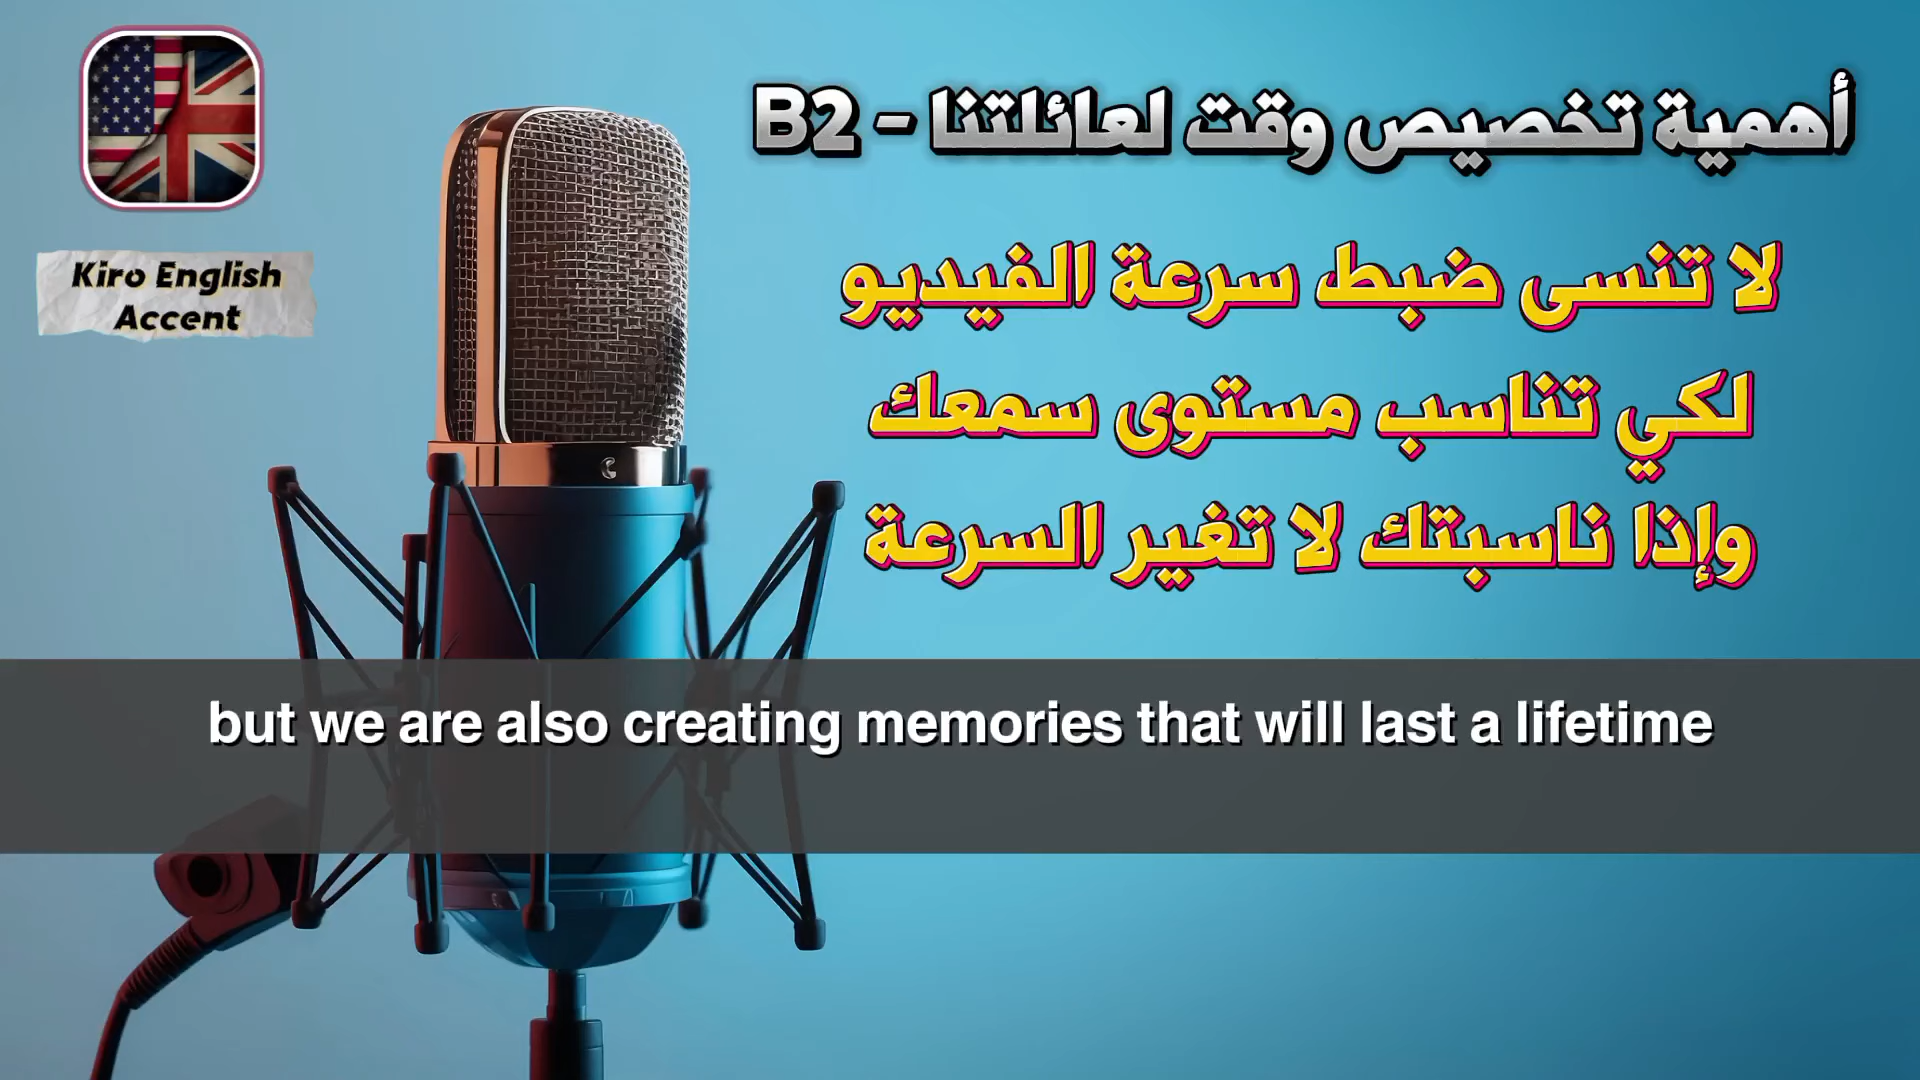 أهمية تخصيص وقت لعائلتنا - B2
Kiro English
Accent
لا تنسى ضبط سرعة الفيديو
لكي تناسب مستوى سمعك
وإذا ناسبتك لا تغير السرعة
but we are also creating memories that will last a lifetime